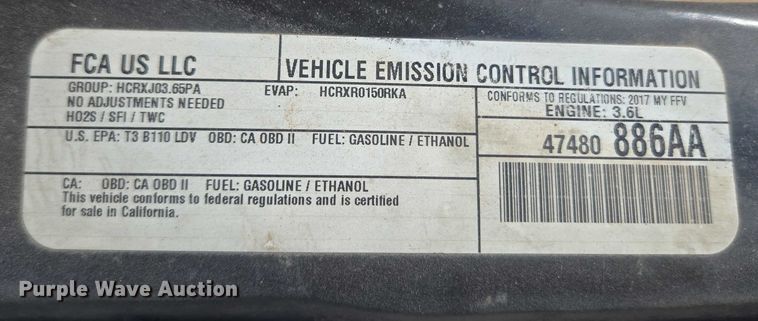 FCA US LLC
VEHICLE EMISSION CONTROL INFORMATION
GROUP: HCRXJ03.65PA EVAP: HCRXR0150RKA
NO ADJUSTMENTS NEEDED
HO2S / SFI / TWC
CONFORMS TO REGULATIONS: 2017 MY FFV
ENGINE: 3.6L
U.S. EPA: T3 B110 LDV OBD: CA OBD II FUEL: GASOLINE / ETHANOL
47480 886AA
CA: OBD: CA OBD II FUEL: GASOLINE / ETHANOL
This vehicle conforms to federal regulations and is certified
for sale in California.
Purple Wave Auction